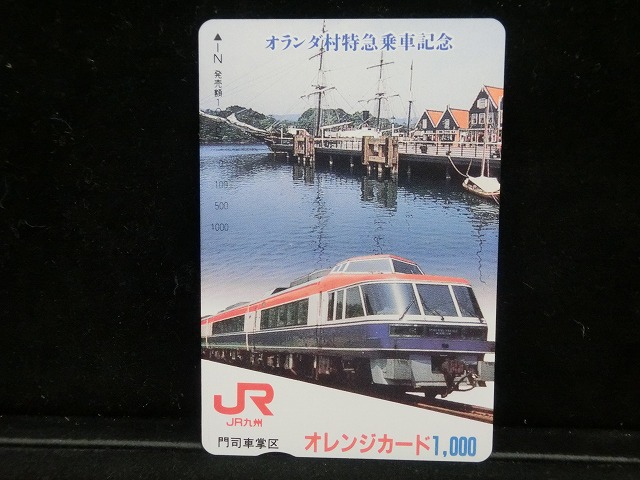 オランダ村特急乗車記念
▲IN
発売額
500
1000
JR
JR九州
門司車掌区
オレンジカード1,000